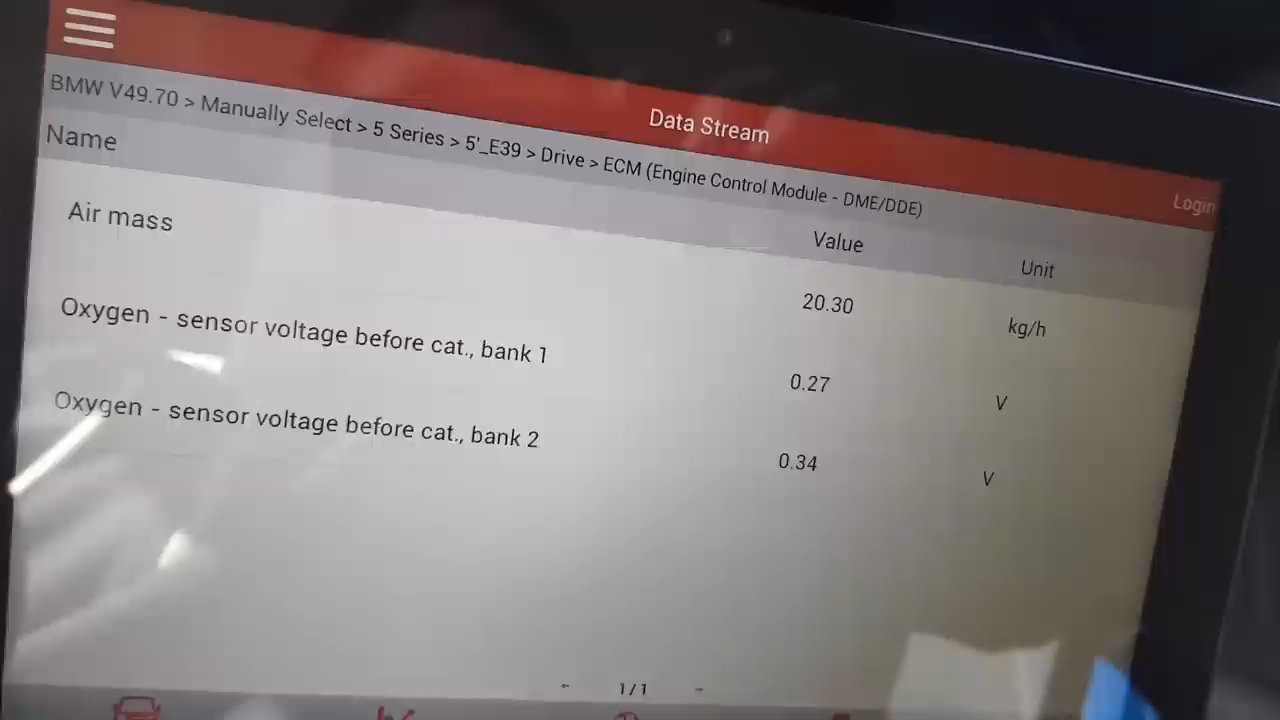 Data Stream
Login
BMW V49.70 > Manually Select > 5 Series > 5'_E39 > Drive > ECM (Engine Control Module - DME/DDE)
Name Value Unit
Air mass 20.30 kg/h
Oxygen - sensor voltage before cat., bank 1 0.27 V
Oxygen - sensor voltage before cat., bank 2 0.34 V
1/1